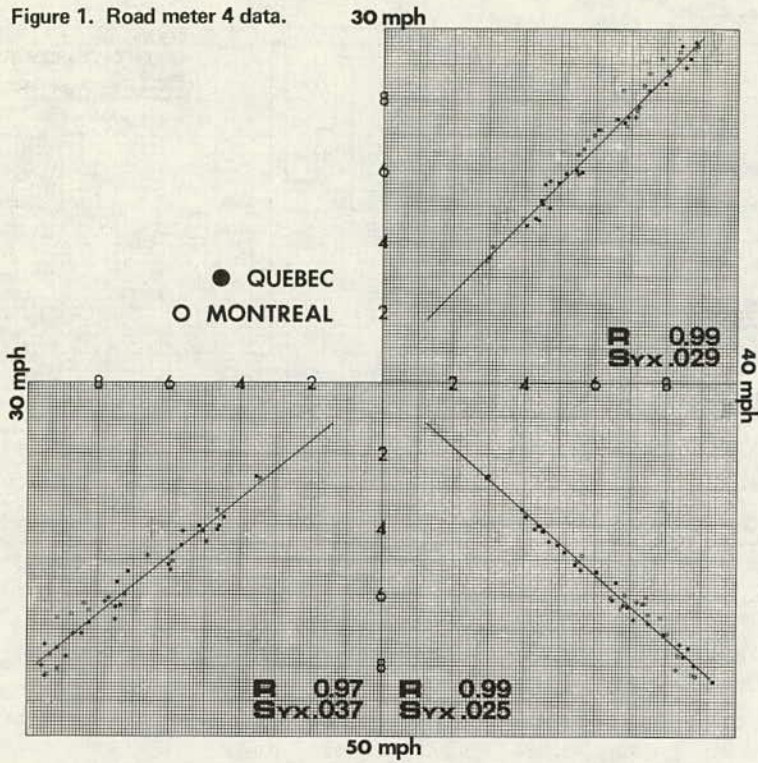 Figure 1. Road meter 4 data.
30 mph
8
6
4
● QUEBEC
2
O MONTREAL
R 0.99
SYX .029
30 mph
8 6 4 2
2 4 6 8
40 mph
2
4
6
8
R 0.97
SYX .037
R 0.99
SYX .025
50 mph